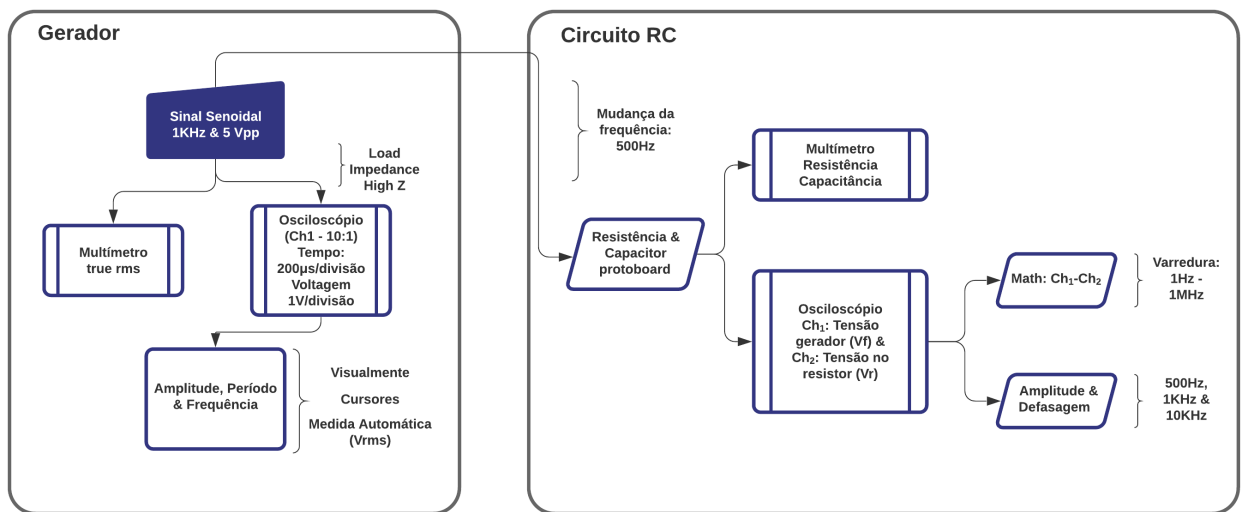 Gerador
Sinal Senoidal
1KHz & 5 Vpp
Load
Impedance
High Z
Multímetro
true rms
Osciloscópio
(Ch1 - 10:1)
Tempo:
200μs/divisão
Voltagem
1V/divisão
Amplitude, Período
& Frequência
Visualmente
Cursores
Medida Automática
(Vrms)
Circuito RC
Mudança da
frequência:
500Hz
Resistência &
Capacitor
protoboard
Multímetro
Resistência
Capacitância
Osciloscópio
Ch₁: Tensão
gerador (Vf) &
Ch₂: Tensão no
resistor (Vr)
Math: Ch₁-Ch₂
Varredura:
1Hz -
1MHz
Amplitude &
Defasagem
500Hz,
1KHz &
10KHz